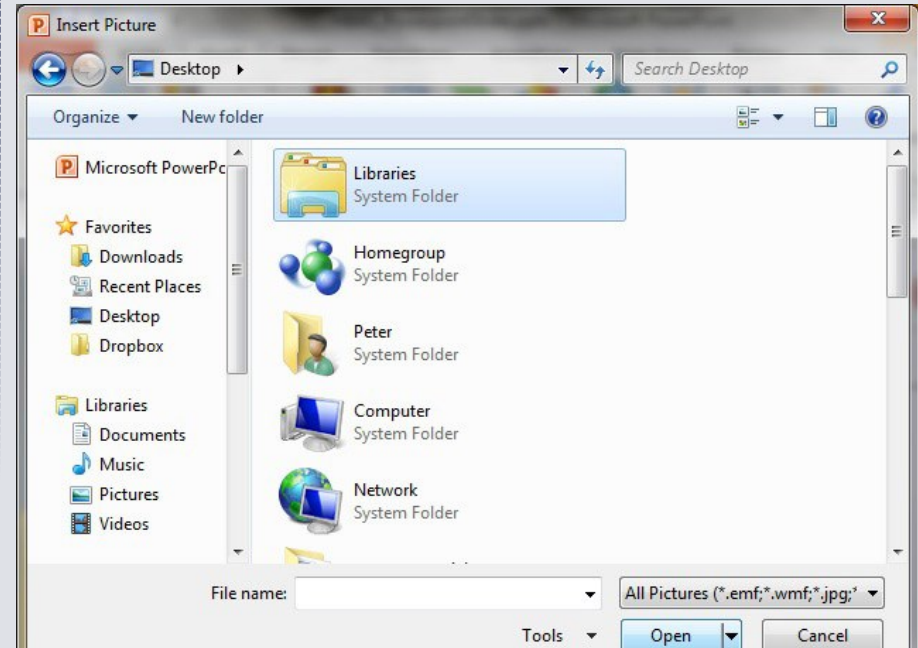 Insert Picture
Desktop
Search Desktop
Organize
New folder
Microsoft PowerPc
Favorites
Downloads
Recent Places
Desktop
Dropbox
Libraries
Documents
Music
Pictures
Videos
Libraries
System Folder
Homegroup
System Folder
Peter
System Folder
Computer
System Folder
Network
System Folder
File name:
All Pictures (*.emf;*.wmf;*.jpg;*
Tools
Open
Cancel